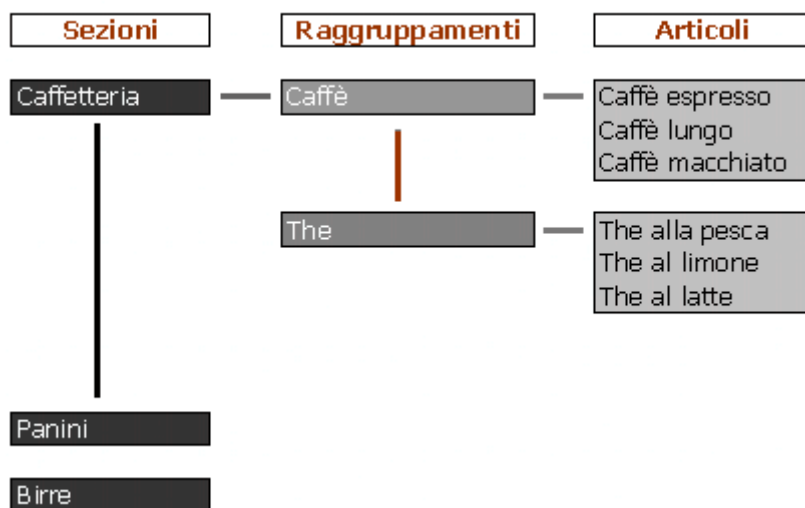 Sezioni
Raggruppamenti
Articoli
Caffetteria
Caffè
Caffè espresso
Caffè lungo
Caffè macchiato
The
The alla pesca
The al limone
The al latte
Panini
Birre